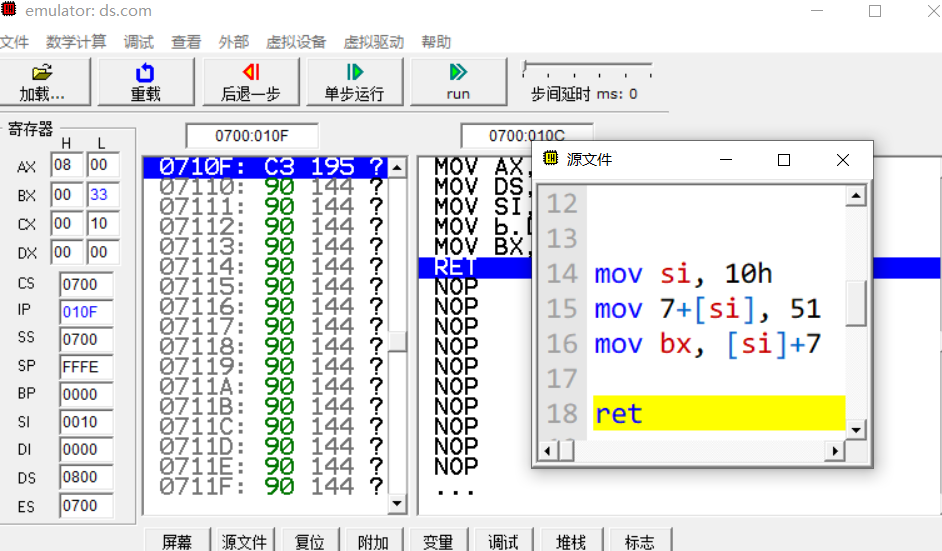 emulator: ds.com
文件 数学计算 调试 查看 外部 虚拟设备 虚拟驱动 帮助
加载... 重载 后退一步 单步运行 run 步间延时 ms: 0
寄存器 0700:010F 0700:010C
H L
AX 08 00
BX 00 33
CX 00 10
DX 00 00
CS 0700
IP 010F
SS 0700
SP FFFE
BP 0000
SI 0010
DI 0000
DS 0800
ES 0700
0710F: C3 195 ?
07110: 90 144 ?
07111: 90 144 ?
07112: 90 144 ?
07113: 90 144 ?
07114: 90 144 ?
07115: 90 144 ?
07116: 90 144 ?
07117: 90 144 ?
07118: 90 144 ?
07119: 90 144 ?
0711A: 90 144 ?
0711B: 90 144 ?
0711C: 90 144 ?
0711D: 90 144 ?
0711E: 90 144 ?
0711F: 90 144 ?
MOV AX,
MOV DS,
MOV SI,
MOV b.[
MOV BX,
RET
NOP
NOP
NOP
NOP
NOP
NOP
NOP
NOP
NOP
NOP
...
源文件
12
13
14 mov si, 10h
15 mov 7+[si], 51
16 mov bx, [si]+7
17
18 ret
屏幕 源文件 复位 附加 变量 调试 堆栈 标志